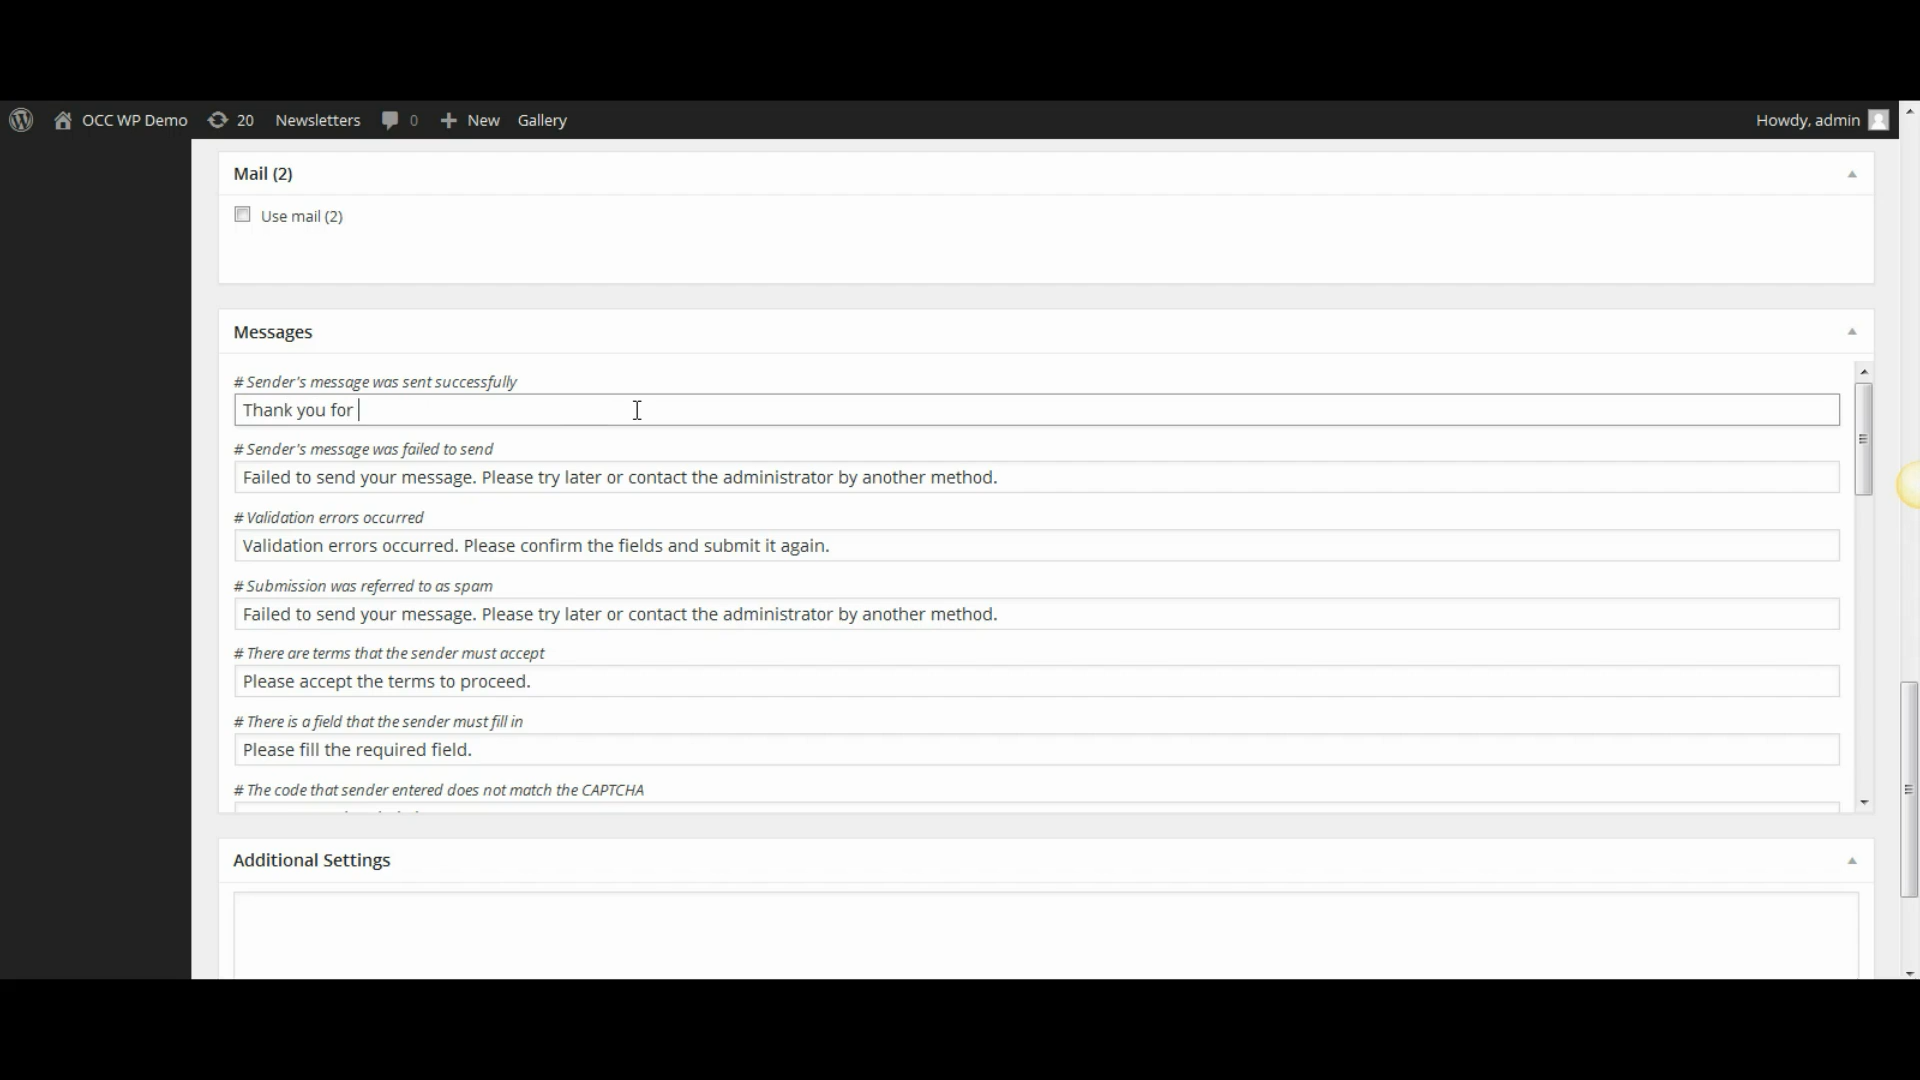 OCC WP Demo 20 Newsletters 0 New Gallery Howdy, admin
Mail (2)
Use mail (2)
Messages
# Sender's message was sent successfully
Thank you for
# Sender's message was failed to send
Failed to send your message. Please try later or contact the administrator by another method.
# Validation errors occurred
Validation errors occurred. Please confirm the fields and submit it again.
# Submission was referred to as spam
Failed to send your message. Please try later or contact the administrator by another method.
# There are terms that the sender must accept
Please accept the terms to proceed.
# There is a field that the sender must fill in
Please fill the required field.
# The code that sender entered does not match the CAPTCHA
Additional Settings